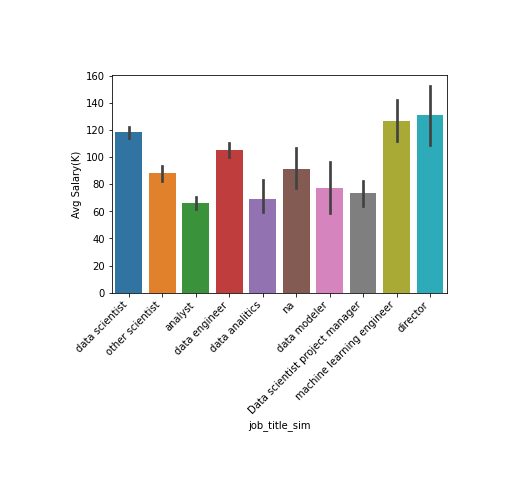 160
140
120
100
80
60
40
20
0
Avg Salary(K)
data scientist
other scientist
analyst
data engineer
data analitics
na
data modeler
Data scientist project manager
machine learning engineer
director
job_title_sim